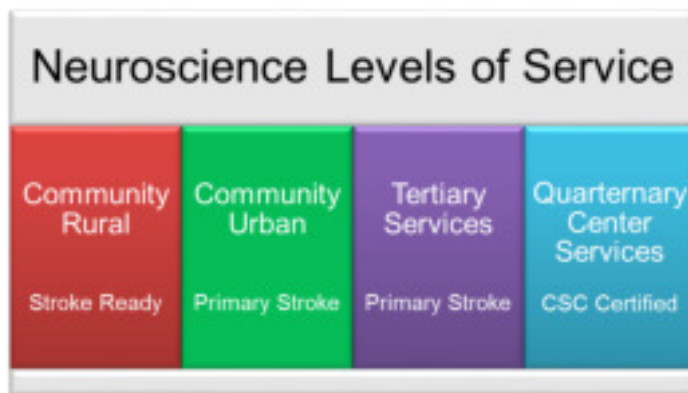 Neuroscience Levels of Service
Community
Rural
Stroke Ready
Community
Urban
Primary Stroke
Tertiary
Services
Primary Stroke
Quarternary
Center
Services
CSC Certified